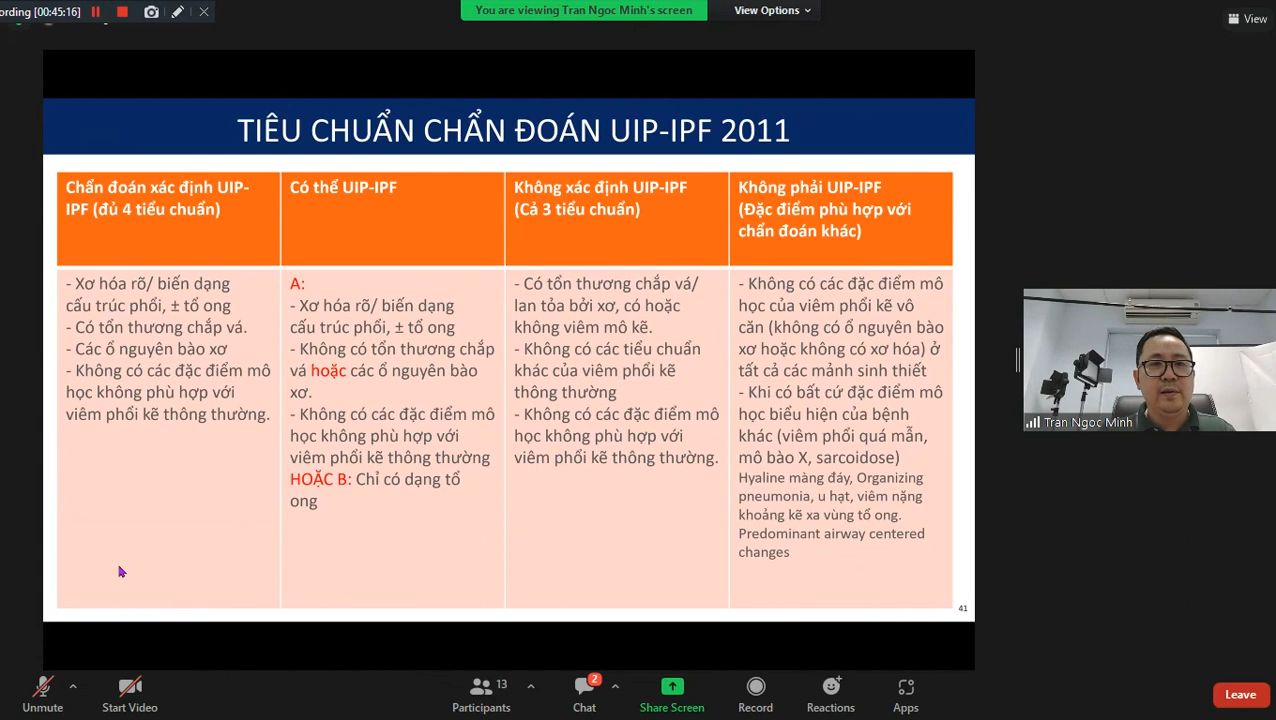 ording [00:45:16]
You are viewing Tran Ngoc Minh's screen
View Options
View
TIÊU CHUẨN CHẨN ĐOÁN UIP-IPF 2011
Chẩn đoán xác định UIP-
IPF (đủ 4 tiểu chuẩn)
Có thể UIP-IPF
Không xác định UIP-IPF
(Cả 3 tiểu chuẩn)
Không phải UIP-IPF
(Đặc điểm phù hợp với
chẩn đoán khác)
- Xơ hóa rõ/ biến dạng
cấu trúc phổi, ± tổ ong
- Có tổn thương chắp vá.
- Các ổ nguyên bào xơ
- Không có các đặc điểm mô
học không phù hợp với
viêm phổi kẽ thông thường.
A:
- Xơ hóa rõ/ biến dạng
cấu trúc phổi, ± tổ ong
- Không có tổn thương chắp
vá hoặc các ổ nguyên bào
xơ.
- Không có các đặc điểm mô
học không phù hợp với
viêm phổi kẽ thông thường
HOẶC B: Chỉ có dạng tổ
ong
- Có tổn thương chắp vá/
lan tỏa bởi xơ, có hoặc
không viêm mô kẽ.
- Không có các tiểu chuẩn
khác của viêm phổi kẽ
thông thường
- Không có các đặc điểm mô
học không phù hợp với
viêm phổi kẽ thông thường.
- Không có các đặc điểm mô
học của viêm phổi kẽ vô
căn (không có ổ nguyên bào
xơ hoặc không có xơ hóa) ở
tất cả các mảnh sinh thiết
- Khi có bất cứ đặc điểm mô
học biểu hiện của bệnh
khác (viêm phổi quá mẫn,
mô bào X, sarcoidose)
Hyaline màng đáy, Organizing
pneumonia, u hạt, viêm nặng
khoảng kẽ xa vùng tổ ong.
Predominant airway centered
changes
41
Tran Ngoc Minh
Unmute
Start Video
13
Participants
2
Chat
Share Screen
Record
Reactions
Apps
Leave